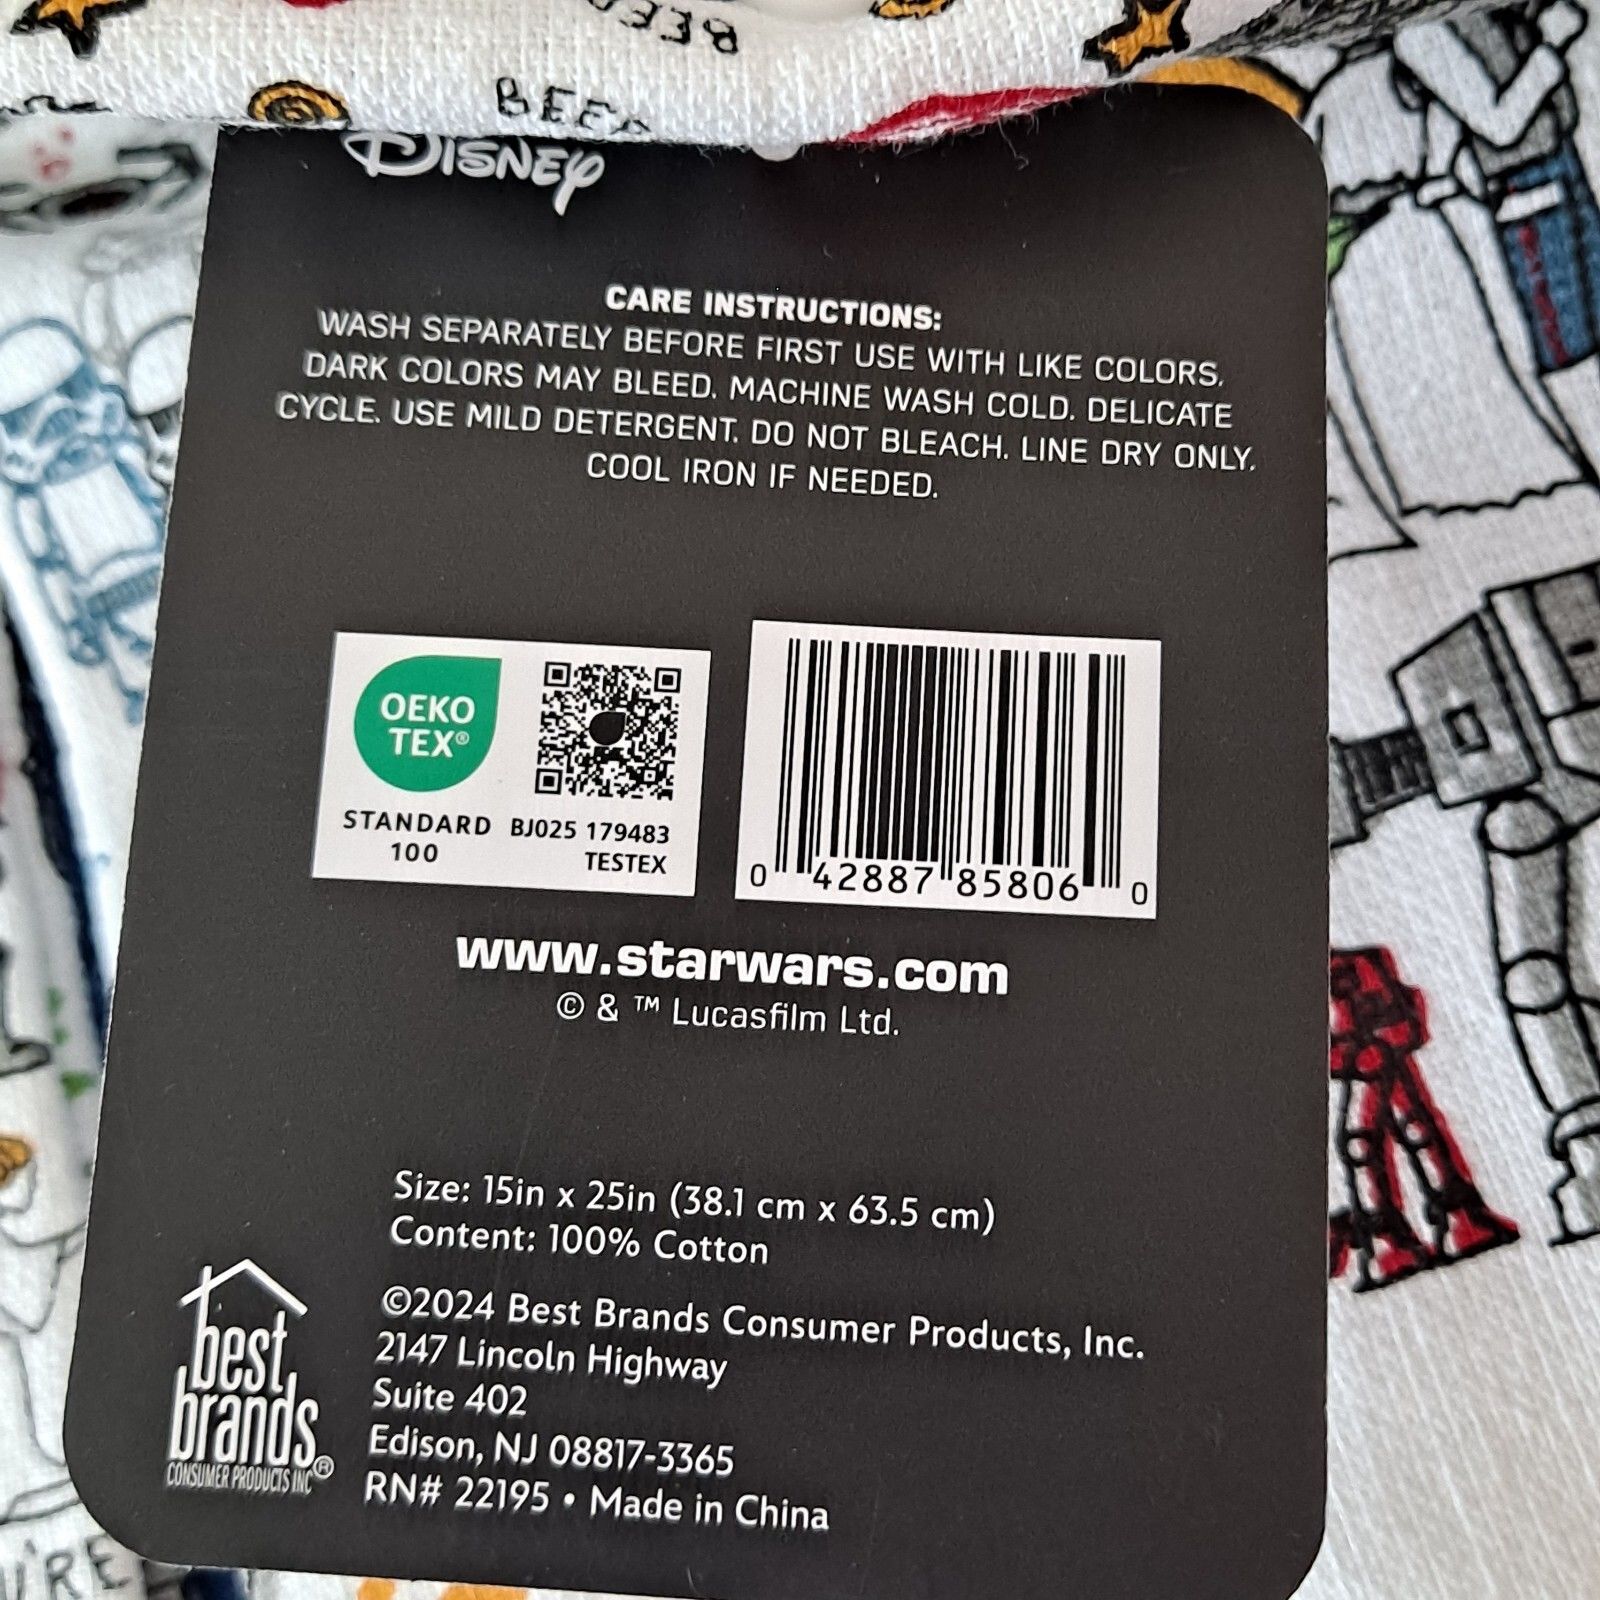 BEE
BEE
DISNEY
CARE INSTRUCTIONS:
WASH SEPARATELY BEFORE FIRST USE WITH LIKE COLORS.
DARK COLORS MAY BLEED. MACHINE WASH COLD. DELICATE
CYCLE. USE MILD DETERGENT. DO NOT BLEACH. LINE DRY ONLY.
COOL IRON IF NEEDED.
OEKO
TEX®
STANDARD
100
BJ025 179483
TESTEX
0 42887 85806 0
www.starwars.com
© & ™ Lucasfilm Ltd.
Size: 15in x 25in (38.1 cm x 63.5 cm)
Content: 100% Cotton
best
brands®
CONSUMER PRODUCTS INC
©2024 Best Brands Consumer Products, Inc.
2147 Lincoln Highway
Suite 402
Edison, NJ 08817-3365
RN# 22195 • Made in China